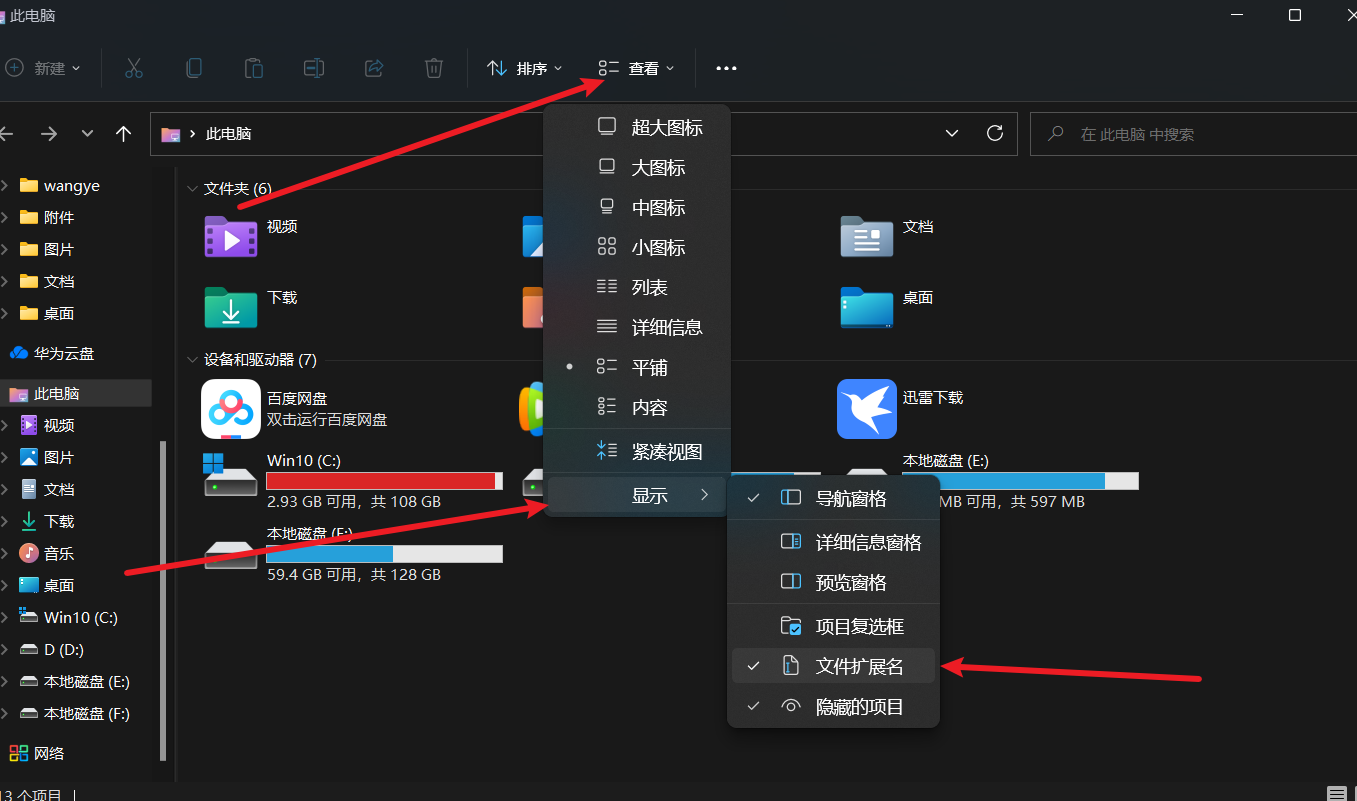 此电脑
新建
排序
查看
此电脑
在 此电脑 中搜索
超大图标
大图标
中图标
小图标
列表
详细信息
平铺
内容
紧凑视图
显示
导航窗格
详细信息窗格
预览窗格
项目复选框
文件扩展名
隐藏的项目
wangye
附件
图片
文档
桌面
华为云盘
此电脑
视频
图片
文档
下载
音乐
桌面
Win10 (C:)
D (D:)
本地磁盘 (E:)
本地磁盘 (F:)
网络
文件夹 (6)
视频
文档
下载
桌面
设备和驱动器 (7)
百度网盘
双击运行百度网盘
迅雷下载
Win10 (C:)
2.93 GB 可用，共 108 GB
本地磁盘 (E:)
MB 可用，共 597 MB
本地磁盘 (F:)
59.4 GB 可用，共 128 GB
13 个项目